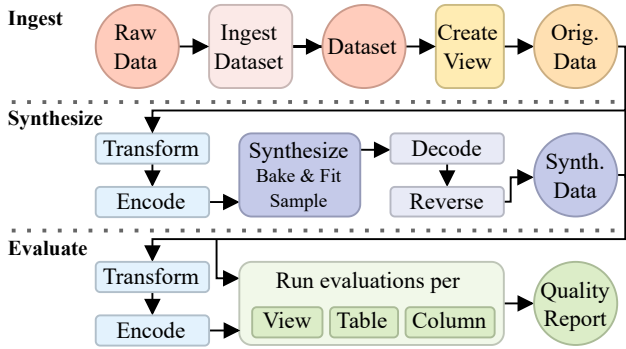 Ingest
Raw
Data
Ingest
Dataset
Dataset
Create
View
Orig.
Data
Synthesize
Transform
Encode
Synthesize
Bake & Fit
Sample
Decode
Reverse
Synth.
Data
Evaluate
Transform
Encode
Run evaluations per
View
Table
Column
Quality
Report